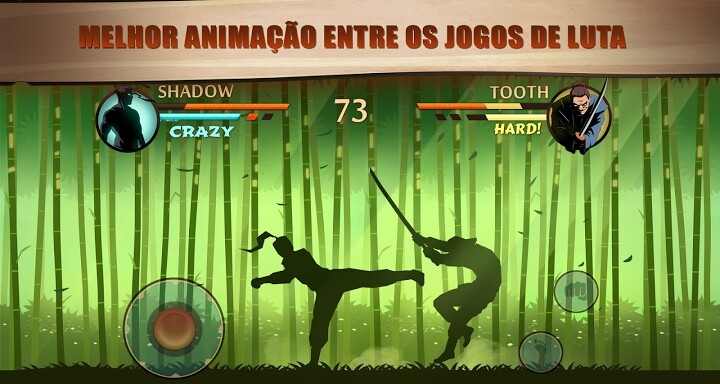 MELHOR ANIMAÇÃO ENTRE OS JOGOS DE LUTA
SHADOW 73 TOOTH
CRAZY HARD!